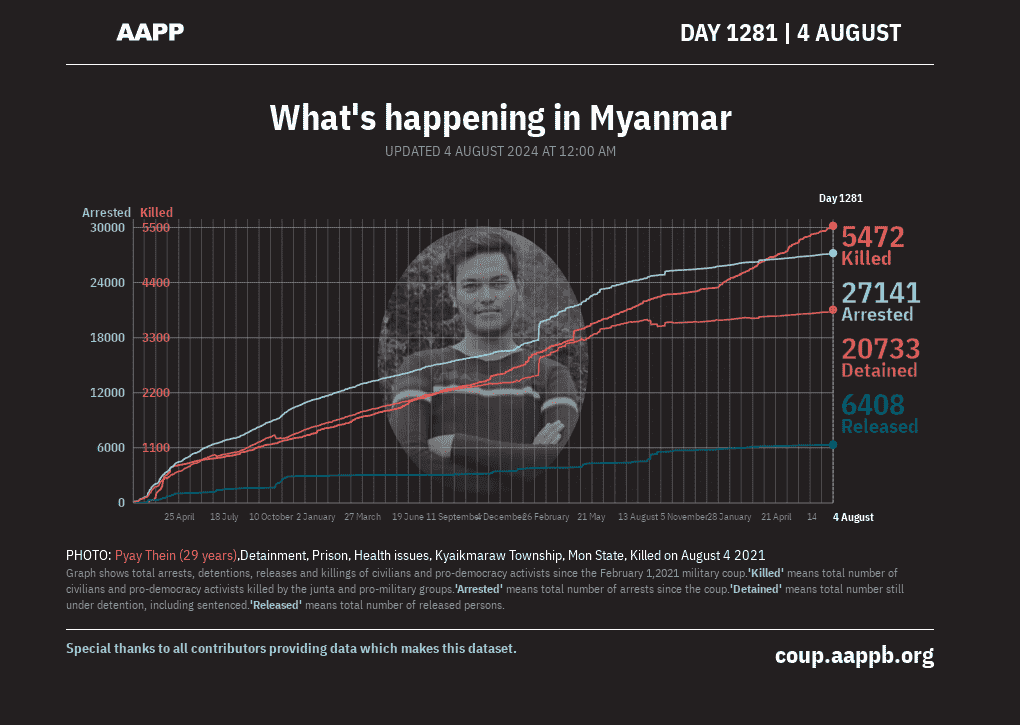 AAPP
DAY 1281 | 4 AUGUST
What's happening in Myanmar
UPDATED 4 AUGUST 2024 AT 12:00 AM
Day 1281
Arrested Killed
30000 5500
24000 4400
18000 3300
12000 2200
6000 1100
0
5472
Killed
27141
Arrested
20733
Detained
6408
Released
25 April 18 July 10 October 2 January 27 March 19 June 11 September 4 December 26 February 21 May 13 August 5 November 28 January 21 April 14 4 August
PHOTO: Pyay Thein (29 years),Detainment, Prison, Health issues, Kyaikmaraw Township, Mon State, Killed on August 4 2021
Graph shows total arrests, detentions, releases and killings of civilians and pro-democracy activists since the February 1,2021 military coup.'Killed' means total number of
civilians and pro-democracy activists killed by the junta and pro-military groups.'Arrested' means total number of arrests since the coup.'Detained' means total number still
under detention, including sentenced.'Released' means total number of released persons.
Special thanks to all contributors providing data which makes this dataset.
coup.aappb.org